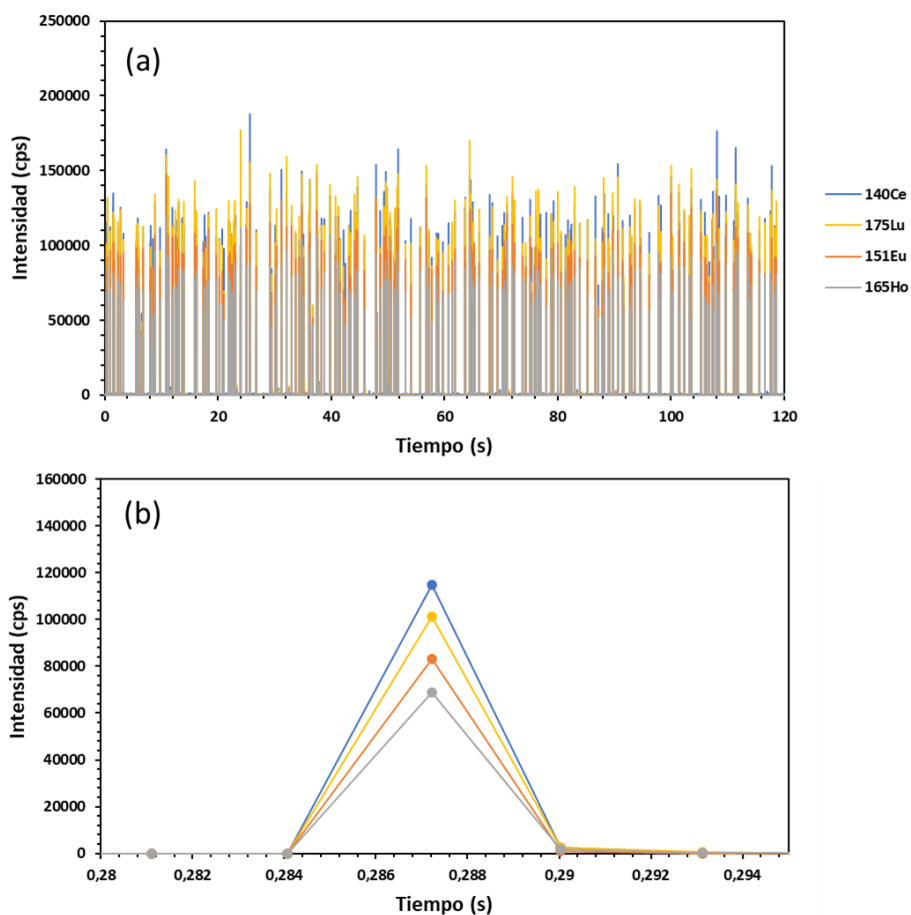 (a)
Intensidad (cps)
250000
200000
150000
100000
50000
0
0 20 40 60 80 100 120
Tiempo (s)
140Ce
175Lu
151Eu
165Ho
(b)
Intensidad (cps)
160000
140000
120000
100000
80000
60000
40000
20000
0
0,28 0,282 0,284 0,286 0,288 0,29 0,292 0,294
Tiempo (s)